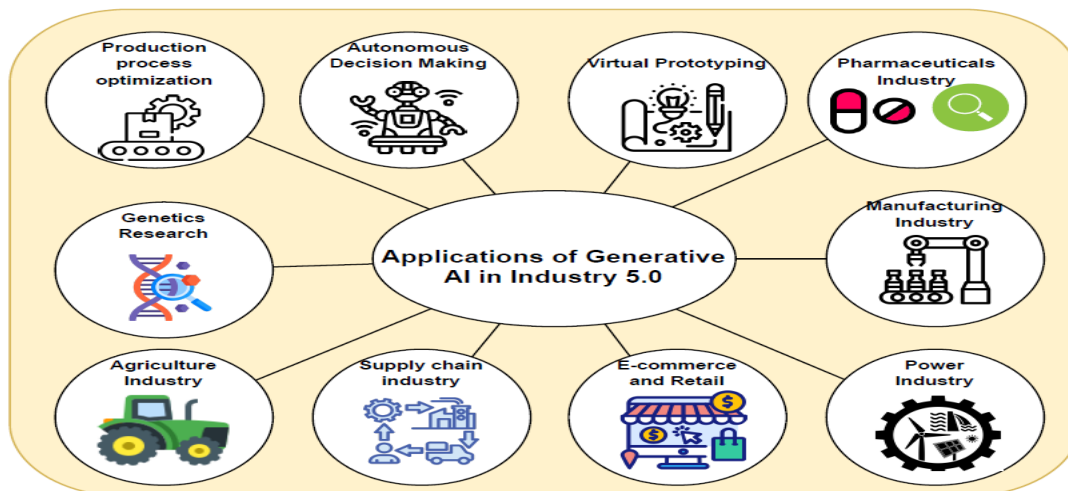 Production
process
optimization
Autonomous
Decision Making
Virtual Prototyping
Pharmaceuticals
Industry
Genetics
Research
Applications of Generative
AI in Industry 5.0
Manufacturing
Industry
Agriculture
Industry
Supply chain
industry
E-commerce
and Retail
$
$
Power
Industry